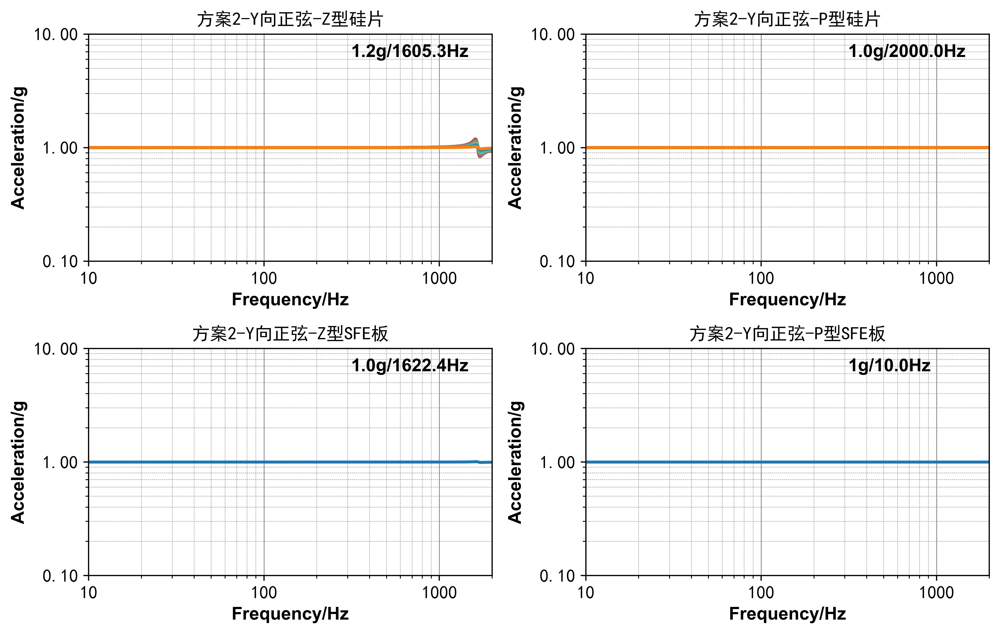 方案2-Y向正弦-Z型硅片
10.00
1.2g/1605.3Hz
Acceleration/g
1.00
0.10
10
100
1000
Frequency/Hz
方案2-Y向正弦-P型硅片
10.00
1.0g/2000.0Hz
Acceleration/g
1.00
0.10
10
100
1000
Frequency/Hz
方案2-Y向正弦-Z型SFE板
10.00
1.0g/1622.4Hz
Acceleration/g
1.00
0.10
10
100
1000
Frequency/Hz
方案2-Y向正弦-P型SFE板
10.00
1g/10.0Hz
Acceleration/g
1.00
0.10
10
100
1000
Frequency/Hz